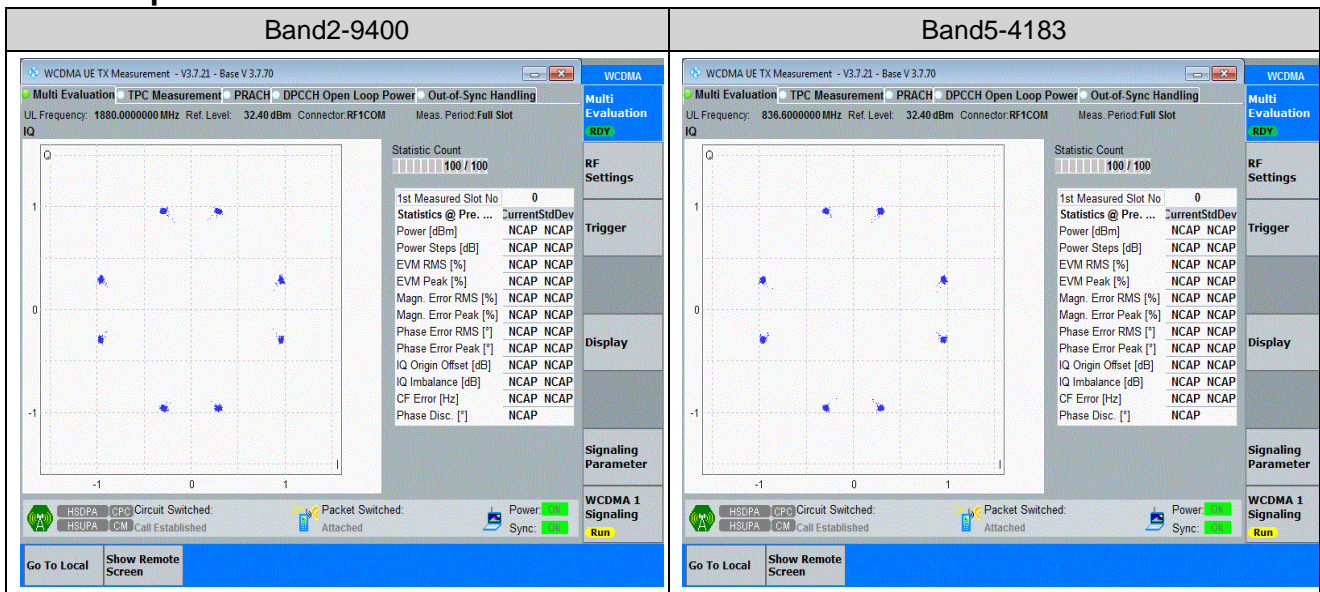 Band2-9400
WCDMA UE TX Measurement - V3.7.21 - Base V 3.7.70
WCDMA
Multi Evaluation TPC Measurement PRACH DPCCH Open Loop Power Out-of-Sync Handling
Multi
Evaluation
RDY
UL Frequency: 1880.0000000 MHz Ref. Level: 32.40 dBm Connector:RF1COM Meas. Period:Full Slot
IQ
Q
1
0
-1
-1 0 1
I
Statistic Count
100 / 100
1st Measured Slot No 0
Statistics @ Pre. ... CurrentStdDev
Power [dBm] NCAP NCAP
Power Steps [dB] NCAP NCAP
EVM RMS [%] NCAP NCAP
EVM Peak [%] NCAP NCAP
Magn. Error RMS [%] NCAP NCAP
Magn. Error Peak [%] NCAP NCAP
Phase Error RMS [°] NCAP NCAP
Phase Error Peak [°] NCAP NCAP
IQ Origin Offset [dB] NCAP NCAP
IQ Imbalance [dB] NCAP NCAP
CF Error [Hz] NCAP NCAP
Phase Disc. [°] NCAP
RF
Settings
Trigger
Display
Signaling
Parameter
WCDMA 1
Signaling
Run
HSDPA CPC Circuit Switched: Packet Switched: Power: Ok
HSUPA CM Call Established Attached Sync: Ok
Go To Local Show Remote
Screen
Band5-4183
WCDMA UE TX Measurement - V3.7.21 - Base V 3.7.70
WCDMA
Multi Evaluation TPC Measurement PRACH DPCCH Open Loop Power Out-of-Sync Handling
Multi
Evaluation
RDY
UL Frequency: 836.6000000 MHz Ref. Level: 32.40 dBm Connector:RF1COM Meas. Period:Full Slot
IQ
Q
1
0
-1
-1 0 1
I
Statistic Count
100 / 100
1st Measured Slot No 0
Statistics @ Pre. ... CurrentStdDev
Power [dBm] NCAP NCAP
Power Steps [dB] NCAP NCAP
EVM RMS [%] NCAP NCAP
EVM Peak [%] NCAP NCAP
Magn. Error RMS [%] NCAP NCAP
Magn. Error Peak [%] NCAP NCAP
Phase Error RMS [°] NCAP NCAP
Phase Error Peak [°] NCAP NCAP
IQ Origin Offset [dB] NCAP NCAP
IQ Imbalance [dB] NCAP NCAP
CF Error [Hz] NCAP NCAP
Phase Disc. [°] NCAP
RF
Settings
Trigger
Display
Signaling
Parameter
WCDMA 1
Signaling
Run
HSDPA CPC Circuit Switched: Packet Switched: Power: Ok
HSUPA CM Call Established Attached Sync: Ok
Go To Local Show Remote
Screen